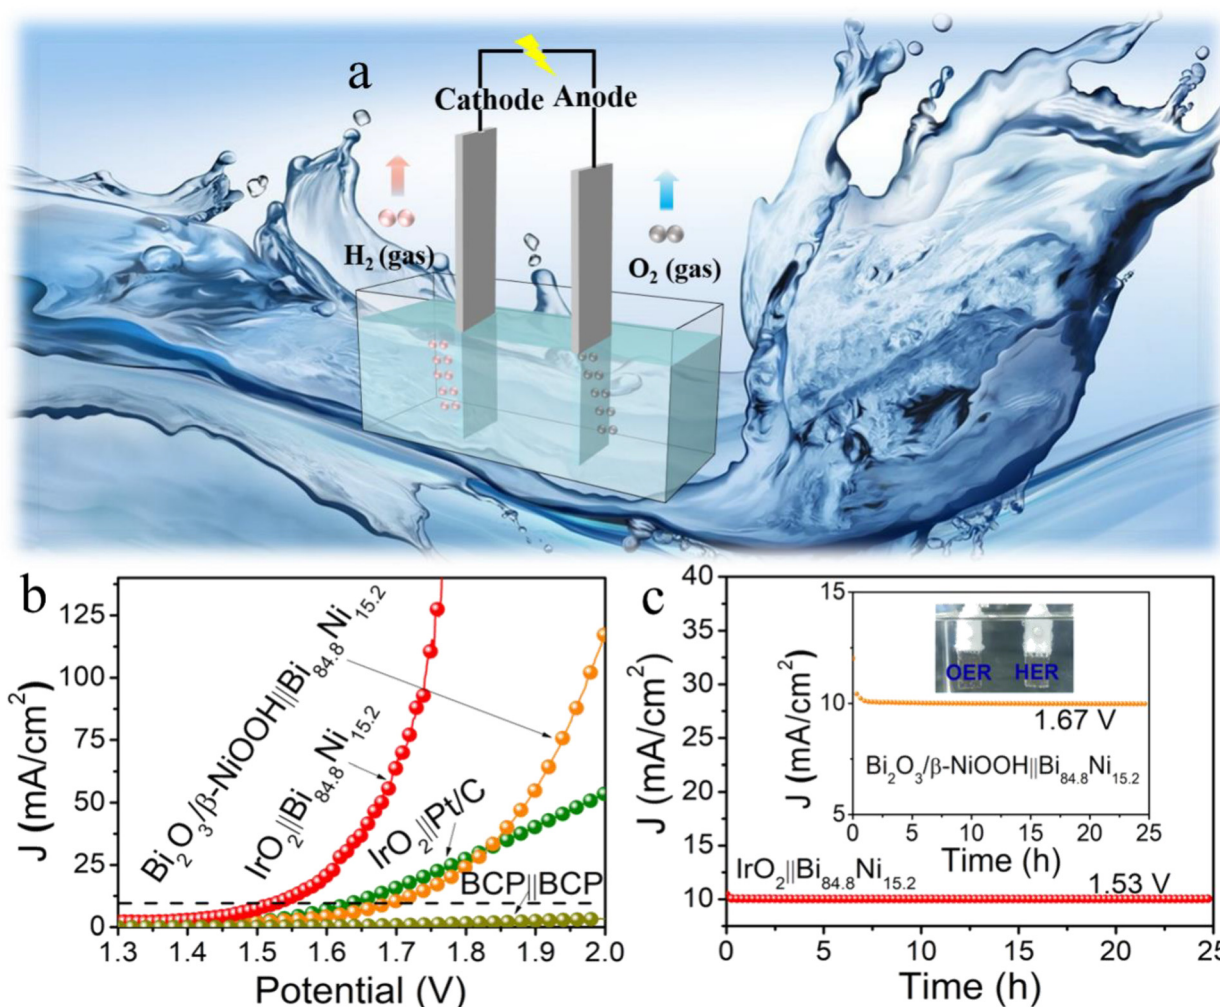 a
Cathode Anode
H₂ (gas)
O₂ (gas)
b
J (mA/cm²)
125
100
75
50
25
0
Bi₂O₃/β-NiOOH||Bi₈₄.₈Ni₁₅.₂
IrO₂||Bi₈₄.₈Ni₁₅.₂
IrO₂//Pt/C
BCP||BCP
1.3 1.4 1.5 1.6 1.7 1.8 1.9 2.0
Potential (V)
c
J (mA/cm²)
40
35
30
25
20
15
10
J (mA/cm²)
15
10
5
OER HER
1.67 V
Bi₂O₃/β-NiOOH||Bi₈₄.₈Ni₁₅.₂
0 5 10 15 20 25
Time (h)
IrO₂||Bi₈₄.₈Ni₁₅.₂
1.53 V
0 5 10 15 20 25
Time (h)